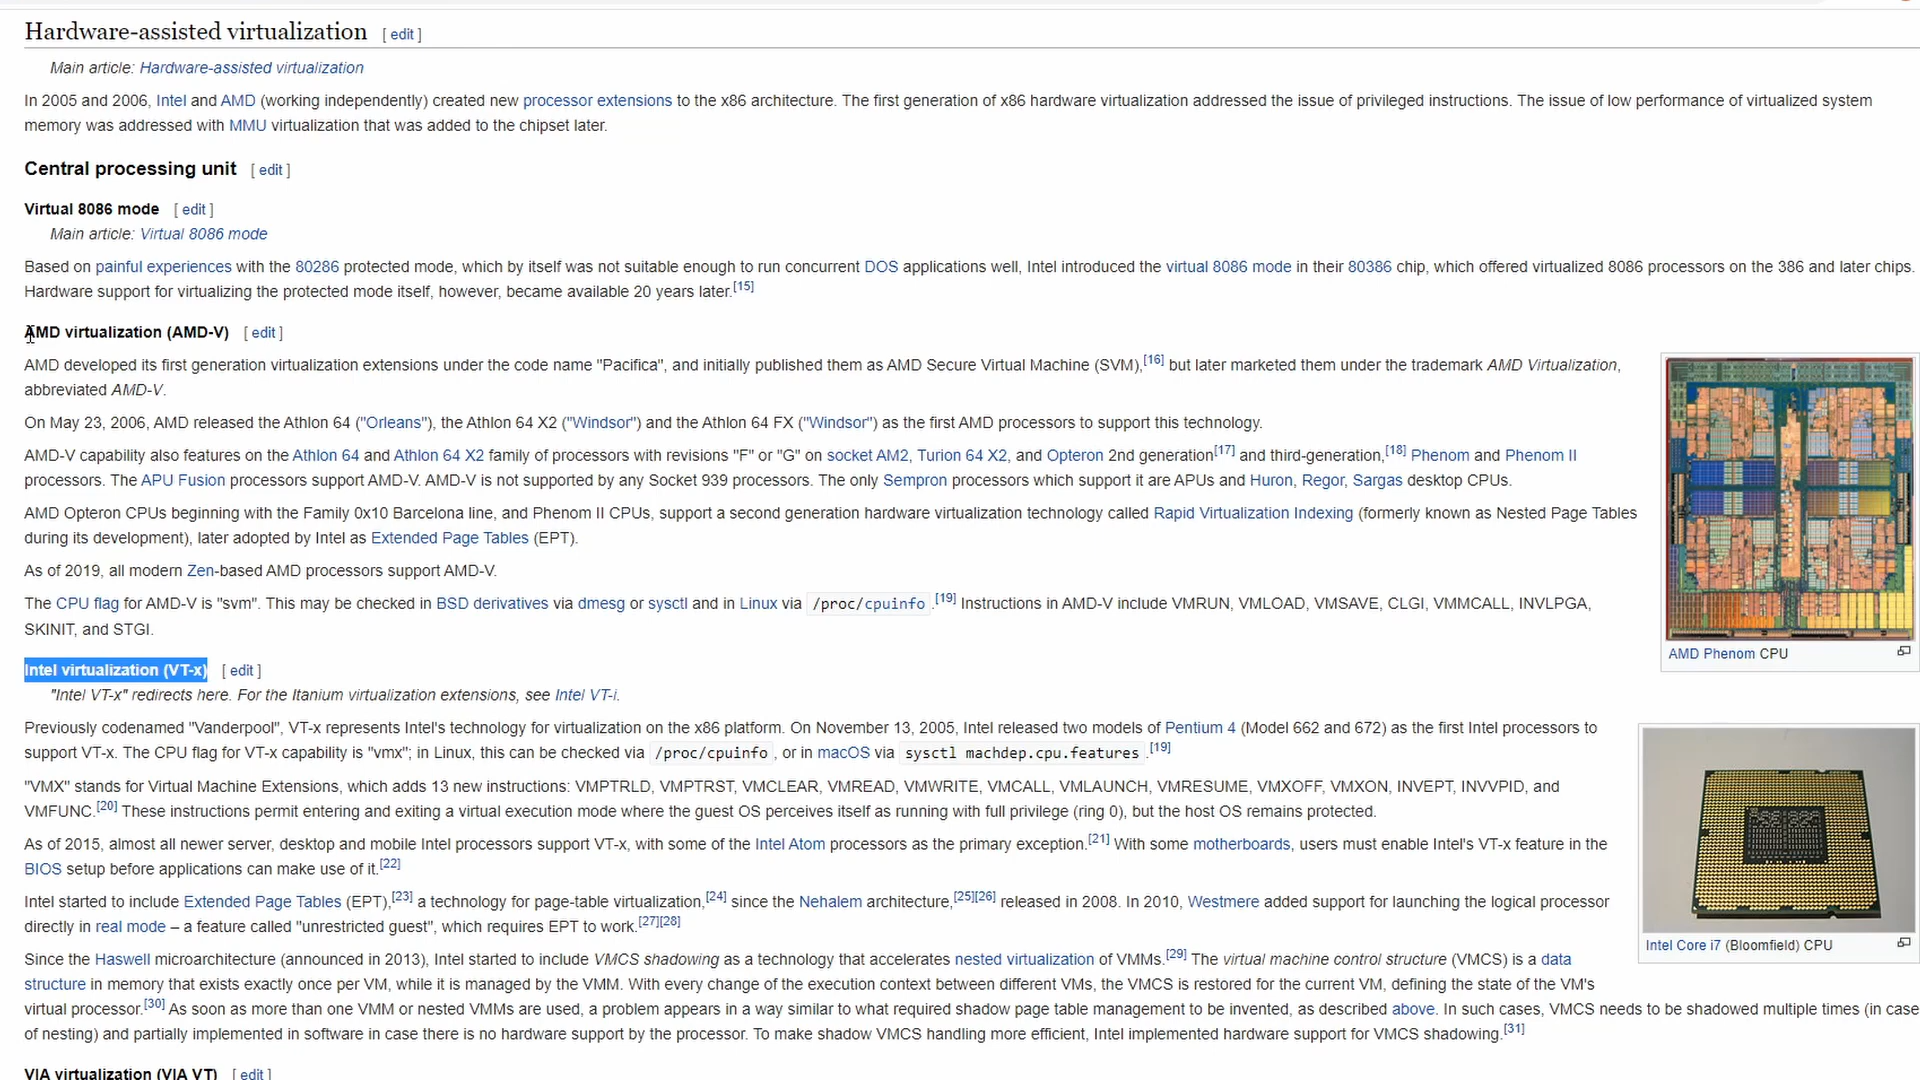 Hardware-assisted virtualization [ edit ]
Main article: Hardware-assisted virtualization
In 2005 and 2006, Intel and AMD (working independently) created new processor extensions to the x86 architecture. The first generation of x86 hardware virtualization addressed the issue of privileged instructions. The issue of low performance of virtualized system
memory was addressed with MMU virtualization that was added to the chipset later.
Central processing unit [ edit ]
Virtual 8086 mode [ edit ]
Main article: Virtual 8086 mode
Based on painful experiences with the 80286 protected mode, which by itself was not suitable enough to run concurrent DOS applications well, Intel introduced the virtual 8086 mode in their 80386 chip, which offered virtualized 8086 processors on the 386 and later chips.
Hardware support for virtualizing the protected mode itself, however, became available 20 years later.[15]
AMD virtualization (AMD-V) [ edit ]
AMD developed its first generation virtualization extensions under the code name "Pacifica", and initially published them as AMD Secure Virtual Machine (SVM),[16] but later marketed them under the trademark AMD Virtualization,
abbreviated AMD-V.
On May 23, 2006, AMD released the Athlon 64 ("Orleans"), the Athlon 64 X2 ("Windsor") and the Athlon 64 FX ("Windsor") as the first AMD processors to support this technology.
AMD-V capability also features on the Athlon 64 and Athlon 64 X2 family of processors with revisions "F" or "G" on socket AM2, Turion 64 X2, and Opteron 2nd generation[17] and third-generation,[18] Phenom and Phenom II
processors. The APU Fusion processors support AMD-V. AMD-V is not supported by any Socket 939 processors. The only Sempron processors which support it are APUs and Huron, Regor, Sargas desktop CPUs.
AMD Opteron CPUs beginning with the Family 0x10 Barcelona line, and Phenom II CPUs, support a second generation hardware virtualization technology called Rapid Virtualization Indexing (formerly known as Nested Page Tables
during its development), later adopted by Intel as Extended Page Tables (EPT).
As of 2019, all modern Zen-based AMD processors support AMD-V.
The CPU flag for AMD-V is "svm". This may be checked in BSD derivatives via dmesg or sysctl and in Linux via /proc/cpuinfo.[19] Instructions in AMD-V include VMRUN, VMLOAD, VMSAVE, CLGI, VMMCALL, INVLPGA,
SKINIT, and STGI.
AMD Phenom CPU
Intel virtualization (VT-x) [ edit ]
"Intel VT-x" redirects here. For the Itanium virtualization extensions, see Intel VT-i.
Previously codenamed "Vanderpool", VT-x represents Intel's technology for virtualization on the x86 platform. On November 13, 2005, Intel released two models of Pentium 4 (Model 662 and 672) as the first Intel processors to
support VT-x. The CPU flag for VT-x capability is "vmx"; in Linux, this can be checked via /proc/cpuinfo, or in macOS via sysctl machdep.cpu.features.[19]
"VMX" stands for Virtual Machine Extensions, which adds 13 new instructions: VMPTRLD, VMPTRST, VMCLEAR, VMREAD, VMWRITE, VMCALL, VMLAUNCH, VMRESUME, VMXOFF, VMXON, INVEPT, INVVPID, and
VMFUNC.[20] These instructions permit entering and exiting a virtual execution mode where the guest OS perceives itself as running with full privilege (ring 0), but the host OS remains protected.
As of 2015, almost all newer server, desktop and mobile Intel processors support VT-x, with some of the Intel Atom processors as the primary exception.[21] With some motherboards, users must enable Intel's VT-x feature in the
BIOS setup before applications can make use of it.[22]
Intel started to include Extended Page Tables (EPT),[23] a technology for page-table virtualization,[24] since the Nehalem architecture,[25][26] released in 2008. In 2010, Westmere added support for launching the logical processor
directly in real mode – a feature called "unrestricted guest", which requires EPT to work.[27][28]
Intel Core i7 (Bloomfield) CPU
Since the Haswell microarchitecture (announced in 2013), Intel started to include VMCS shadowing as a technology that accelerates nested virtualization of VMMs.[29] The virtual machine control structure (VMCS) is a data
structure in memory that exists exactly once per VM, while it is managed by the VMM. With every change of the execution context between different VMs, the VMCS is restored for the current VM, defining the state of the VM's
virtual processor.[30] As soon as more than one VMM or nested VMMs are used, a problem appears in a way similar to what required shadow page table management to be invented, as described above. In such cases, VMCS needs to be shadowed multiple times (in case
of nesting) and partially implemented in software in case there is no hardware support by the processor. To make shadow VMCS handling more efficient, Intel implemented hardware support for VMCS shadowing.[31]
VIA virtualization (VIA VT) [ edit ]